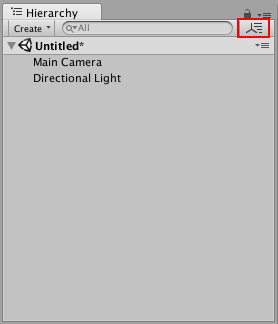 Hierarchy
Create All
Untitled*
Main Camera
Directional Light